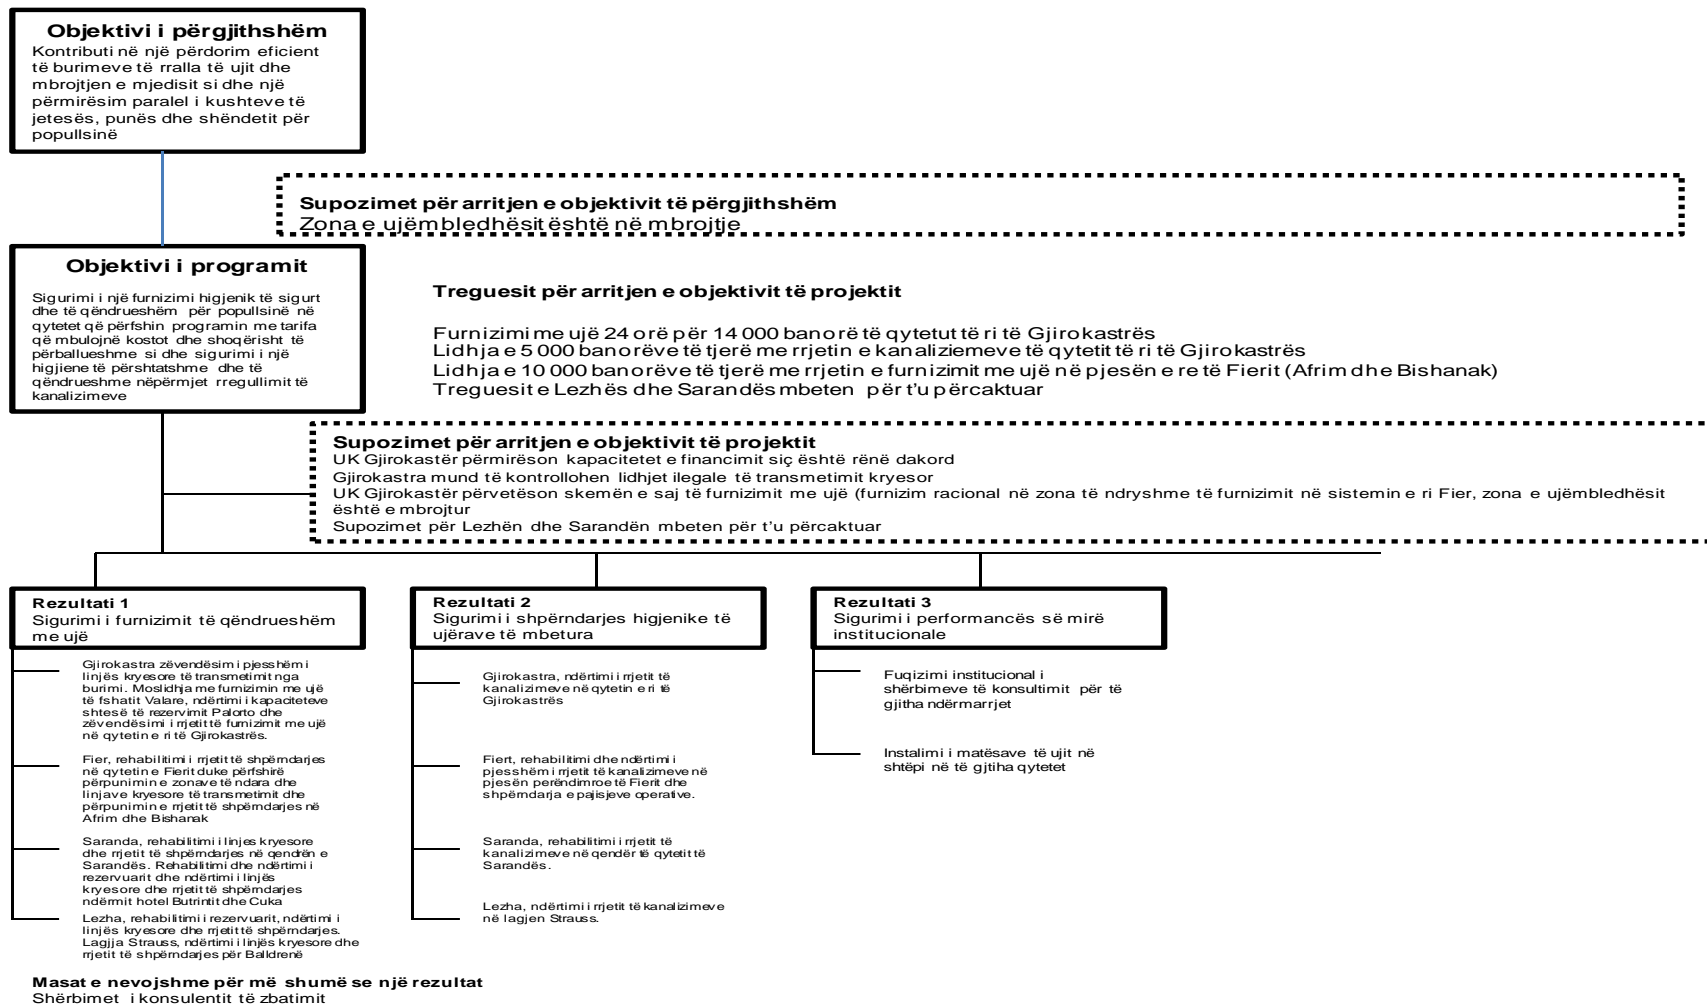 Objektivi i përgjithshëm
Kontributi në një përdorim eficient
të burimeve të rralla të ujit dhe
mbrojtjen e mjedisit si dhe një
përmirësim paralel i kushteve të
jetesës, punës dhe shëndetit për
popullsinë
Supozimet për arritjen e objektivit të përgjithshëm
Zona e ujëmbledhësit është në mbrojtje
Objektivi i programit
Sigurimi i një furnizimi higjenik të sigurt
dhe të qëndrueshëm për popullsinë në
qytetet që përfshin programin me tarifa
që mbulojnë kostot dhe shoqërisht të
përballueshme si dhe sigurimi i një
higjiene të përshtatshme dhe të
qëndrueshme nëpërmjet rregullimit të
kanalizimeve
Treguesit për arritjen e objektivit të projektit
Furnizimi me ujë 24 orë për 14 000 banorë të qytetut të ri të Gjirokastrës
Lidhja e 5 000 banorëve të tjerë me rrjetin e kanaliziemeve të qytetit të ri të Gjirokastrës
Lidhja e 10 000 banorëve të tjerë me rrjetin e furnizimit me ujë në pjesën e re të Fierit (Afrim dhe Bishanak)
Treguesit e Lezhës dhe Sarandës mbeten për t'u përcaktuar
Supozimet për arritjen e objektivit të projektit
UK Gjirokastër përmirëson kapacitetet e financimit siç është rënë dakord
Gjirokastra mund të kontrollohen lidhjet ilegale të transmetimit kryesor
UK Gjirokastër përvetëson skemën e saj të furnizimit me ujë (furnizim racional në zona të ndryshme të furnizimit në sistemin e ri Fier, zona e ujëmbledhësit
është e mbrojtur
Supozimet për Lezhën dhe Sarandën mbeten për t'u përcaktuar
Rezultati 1
Sigurimi i furnizimit të qëndrueshëm
me ujë
Gjirokastra zëvendësim i pjesshëm i
linjës kryesore të transmetimit nga
burimi. Moslidhja me furnizimin me ujë
të fshatit Valare, ndërtimi i kapaciteteve
shtesë të rezervimit Palorto dhe
zëvendësimi i rrjetit të furnizimit me ujë
në qytetin e ri të Gjirokastrës.
Fier, rehabilitimi i rrjetit të shpërndarjes
në qytetin e Fierit duke përfshirë
përpunimin e zonave të ndara dhe
linjave kryesore të transmetimit dhe
përpunimin e rrjetit të shpërndarjes në
Afrim dhe Bishanak
Saranda, rehabilitimi i linjes kryesore
dhe rrjetit të shpërndarjes në qendrën e
Sarandës. Rehabilitimi dhe ndërtimi i
rezervuarit dhe ndërtimi i linjës
kryesore dhe rrjetit të shpërndarjes
ndërmit hotel Butrintit dhe Cuka
Lezha, rehabilitimi i rezervuarit, ndërtimi i
linjës kryesore dhe rrjetit të shpërndarjes.
Lagjja Strauss, ndërtimi i linjës kryesore dhe
rrjetit të shpërndarjes për Balldrenë
Rezultati 2
Sigurimi i shpërndarjes higjenike të
ujërave të mbetura
Gjirokastra, ndërtimi i rrjetit të
kanalizimeve në qytetin e ri të
Gjirokastrës
Fiert, rehabilitimi dhe ndërtimi i
pjesshëm i rrjetit të kanalizimeve në
pjesën perëndimroe të Fierit dhe
shpërndarja e pajisjeve operative.
Saranda, rehabilitimi i rrjetit të
kanalizimeve në qendër të qytetit të
Sarandës.
Lezha, ndërtimi i rrjetit të kanalizimeve
në lagjen Strauss.
Rezultati 3
Sigurimi i performancës së mirë
institucionale
Fuqizimi institucional i
shërbimeve të konsultimit për të
gjitha ndërmarrjet
Instalimi i matësave të ujit në
shtëpi në të gjtiha qytetet
Masat e nevojshme për më shumë se një rezultat
Shërbimet i konsulentit të zbatimit